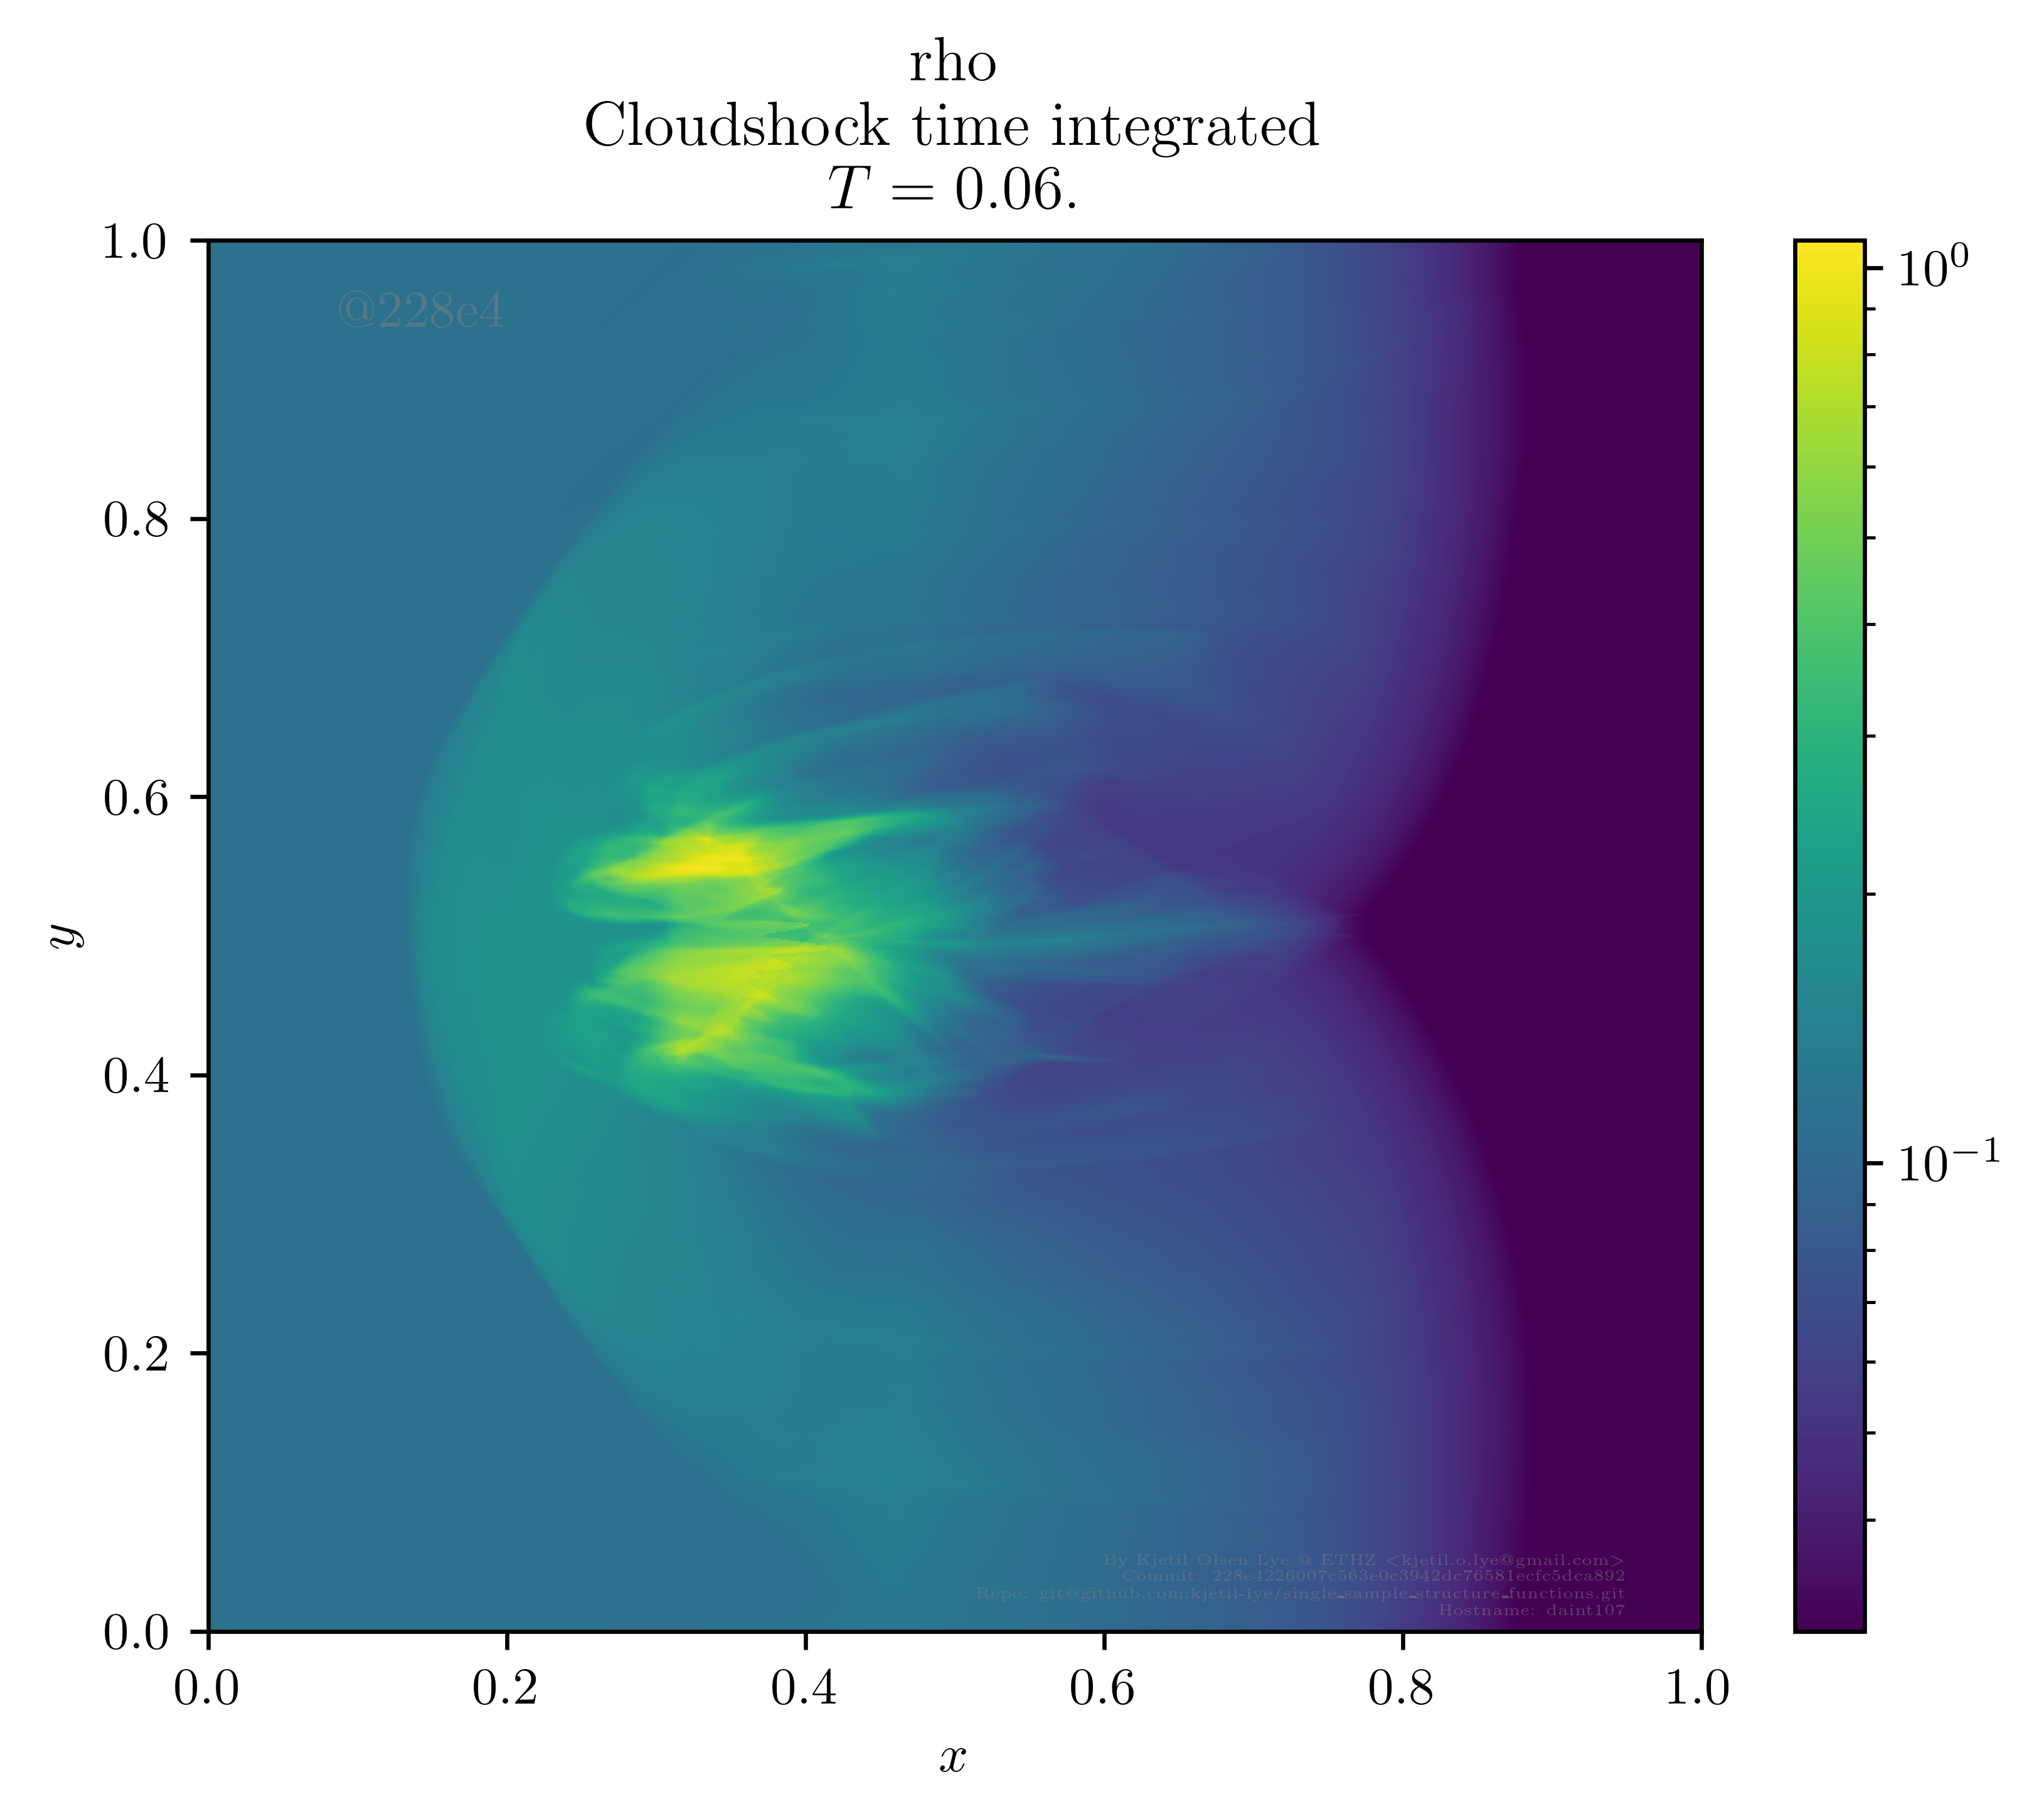 rho
Cloudshock time integrated
T = 0.06.
1.0
0.8
0.6
0.4
0.2
0.0
y
@228e4
By Kjetil Olsen Lye @ ETHZ <kjetil.o.lye@gmail.com>
Commit: 228e4226007c563e0c3942dc76581ecfc5dca892
Repo: git@github.com:kjetil-lye/single_sample_structure_functions.git
Hostname: daint107
0.0 0.2 0.4 0.6 0.8 1.0
x
10⁰
10⁻¹